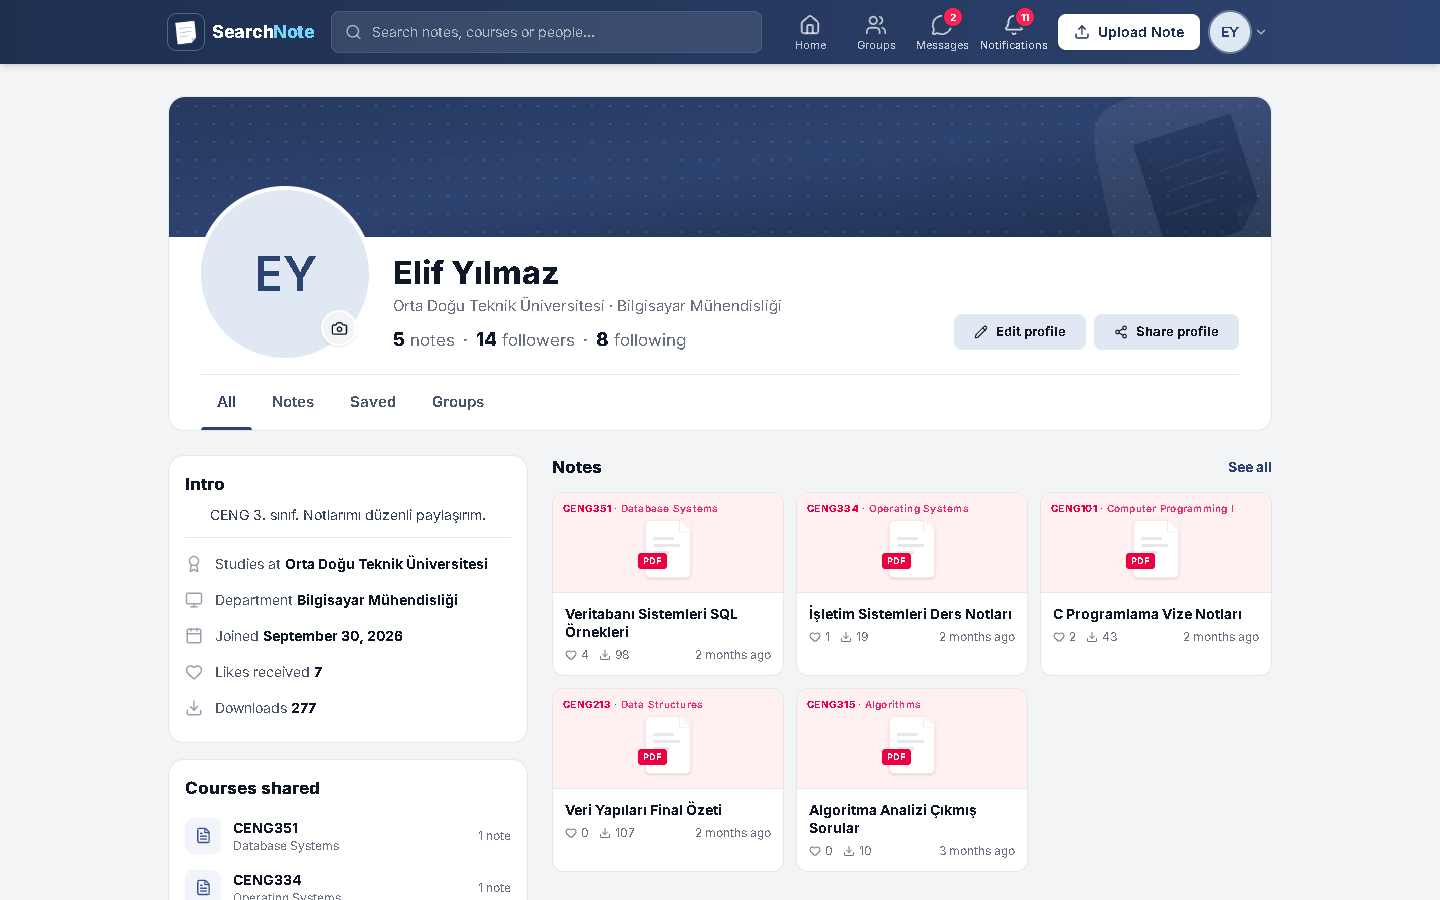 SearchNote
Search notes, courses or people...
Home
Groups
2
Messages
11
Notifications
Upload Note
EY
EY
Elif Yılmaz
Orta Doğu Teknik Üniversitesi · Bilgisayar Mühendisliği
5 notes · 14 followers · 8 following
Edit profile
Share profile
All
Notes
Saved
Groups
Intro
CENG 3. sınıf. Notlarımı düzenli paylaşırım.
Studies at Orta Doğu Teknik Üniversitesi
Department Bilgisayar Mühendisliği
Joined September 30, 2026
Likes received 7
Downloads 277
Courses shared
CENG351
Database Systems
1 note
CENG334
Operating Systems
1 note
Notes
See all
CENG351 · Database Systems
PDF
Veritabanı Sistemleri SQL
Örnekleri
4 98 2 months ago
CENG334 · Operating Systems
PDF
İşletim Sistemleri Ders Notları
1 19 2 months ago
CENG101 · Computer Programming I
PDF
C Programlama Vize Notları
2 43 2 months ago
CENG213 · Data Structures
PDF
Veri Yapıları Final Özeti
0 107 2 months ago
CENG315 · Algorithms
PDF
Algoritma Analizi Çıkmış
Sorular
0 10 3 months ago